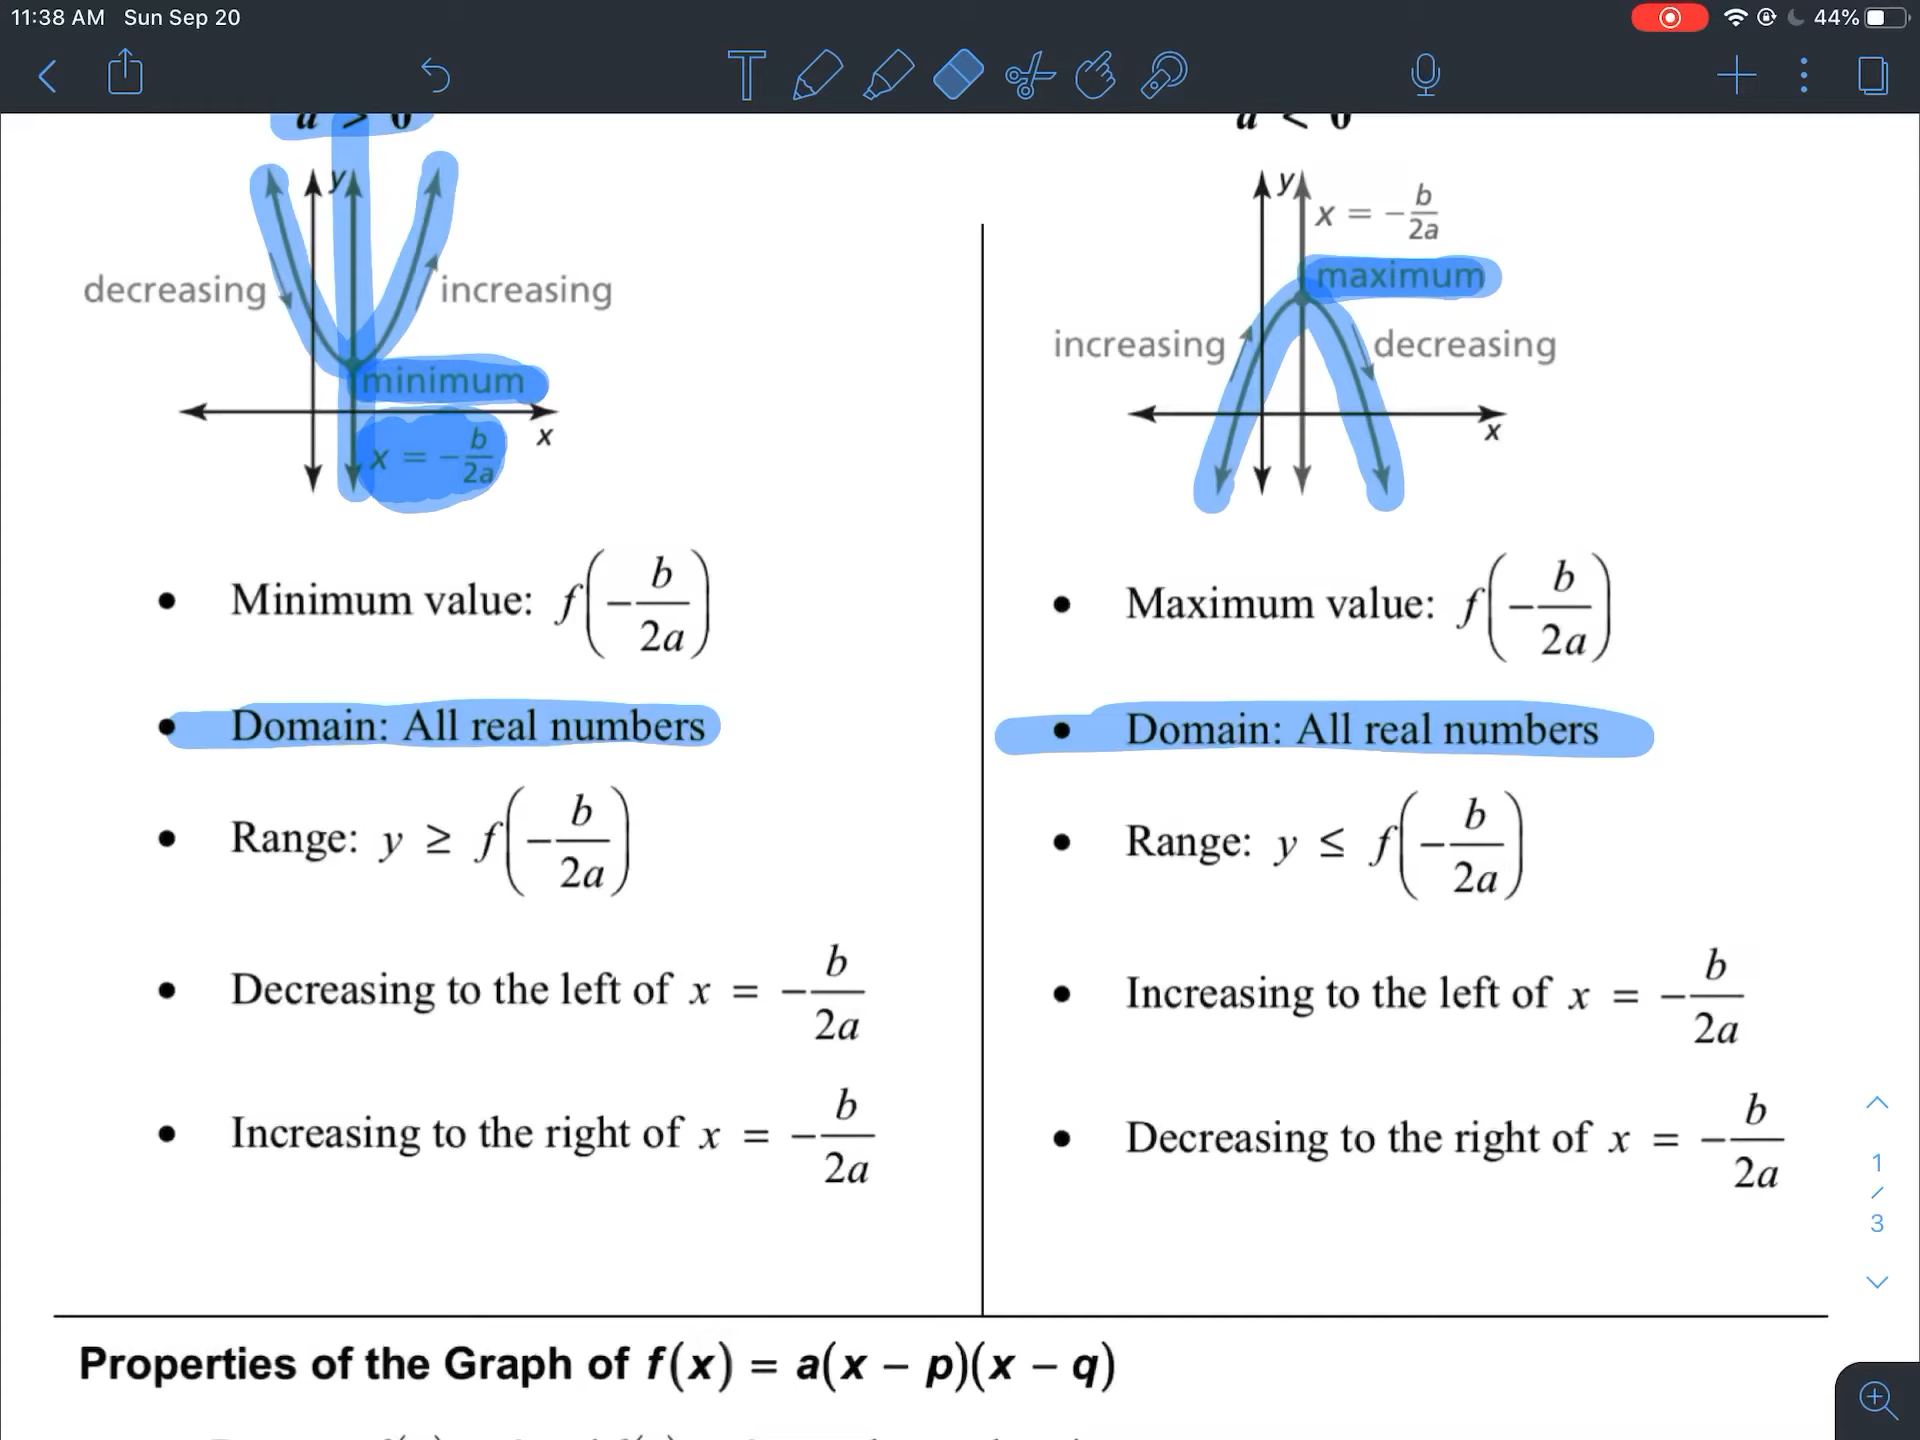 11:38 AM Sun Sep 20
44%
a > 0
y
decreasing
increasing
minimum
x
x = -b/2a
• Minimum value: f(-b/2a)
• Domain: All real numbers
• Range: y ≥ f(-b/2a)
• Decreasing to the left of x = -b/2a
• Increasing to the right of x = -b/2a
a < 0
y
x = -b/2a
maximum
increasing
decreasing
x
• Maximum value: f(-b/2a)
• Domain: All real numbers
• Range: y ≤ f(-b/2a)
• Increasing to the left of x = -b/2a
• Decreasing to the right of x = -b/2a
1
/
3
Properties of the Graph of f(x) = a(x – p)(x – q)